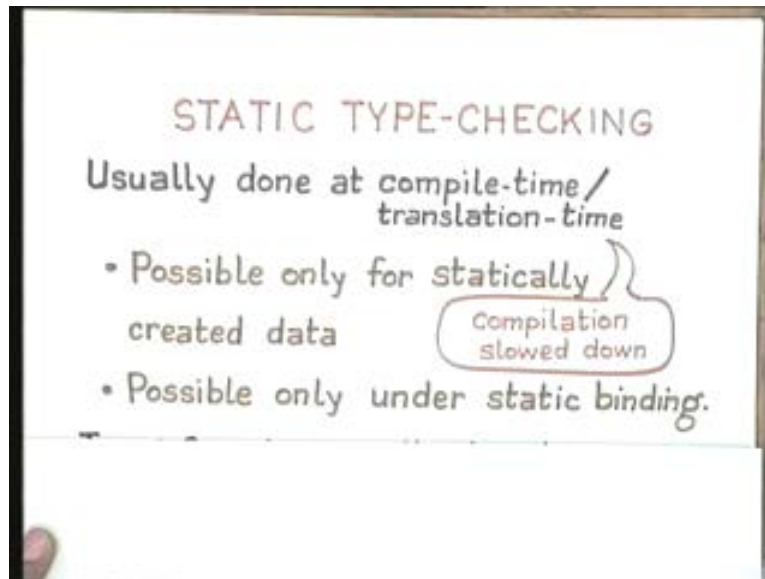 STATIC TYPE-CHECKING
Usually done at compile-time/
translation-time
• Possible only for statically
created data
Compilation
slowed down
• Possible only under static binding.